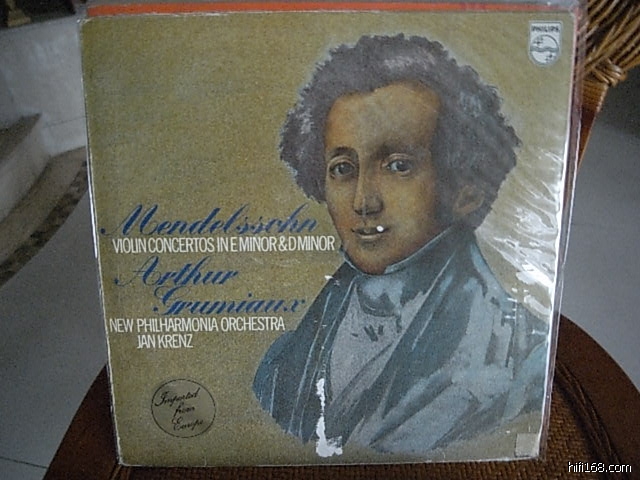 PHILIPS
Mendelssohn
VIOLIN CONCERTOS IN E MINOR & D MINOR
Arthur
Grumiaux
NEW PHILHARMONIA ORCHESTRA
JAN KRENZ
Imported
from
Europe
hifi168.com